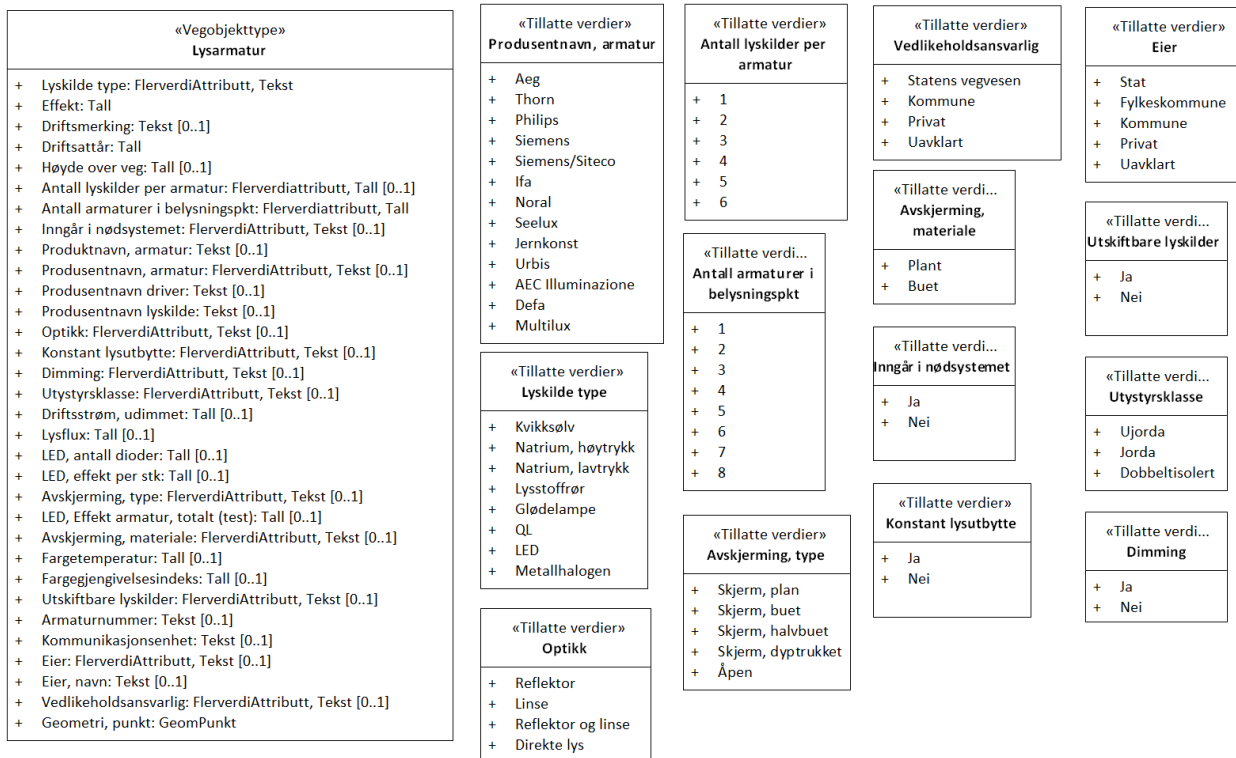 «Vegobjekttype»
Lysarmatur
+ Lyskilde type: FlerverdiAttributt, Tekst
+ Effekt: Tall
+ Driftsmerking: Tekst [0..1]
+ Driftsattår: Tall
+ Høyde over veg: Tall [0..1]
+ Antall lyskilder per armatur: Flerverdiattributt, Tall [0..1]
+ Antall armaturer i belysningspkt: Flerverdiattributt, Tall
+ Inngår i nødsystemet: FlerverdiAttributt, Tekst [0..1]
+ Produktnavn, armatur: Tekst [0..1]
+ Produsentnavn, armatur: FlerverdiAttributt, Tekst [0..1]
+ Produsentnavn driver: Tekst [0..1]
+ Produsentnavn lyskilde: Tekst [0..1]
+ Optikk: FlerverdiAttributt, Tekst [0..1]
+ Konstant lysutbytte: FlerverdiAttributt, Tekst [0..1]
+ Dimming: FlerverdiAttributt, Tekst [0..1]
+ Utystyrsklasse: FlerverdiAttributt, Tekst [0..1]
+ Driftsstrøm, udimmet: Tall [0..1]
+ Lysflux: Tall [0..1]
+ LED, antall dioder: Tall [0..1]
+ LED, effekt per stk: Tall [0..1]
+ Avskjerming, type: FlerverdiAttributt, Tekst [0..1]
+ LED, Effekt armatur, totalt (test): Tall [0..1]
+ Avskjerming, materiale: FlerverdiAttributt, Tekst [0..1]
+ Fargetemperatur: Tall [0..1]
+ Fargegjengivelsesindeks: Tall [0..1]
+ Utskiftbare lyskilder: FlerverdiAttributt, Tekst [0..1]
+ Armaturnummer: Tekst [0..1]
+ Kommunikasjonsenhet: Tekst [0..1]
+ Eier: FlerverdiAttributt, Tekst [0..1]
+ Eier, navn: Tekst [0..1]
+ Vedlikeholdsansvarlig: FlerverdiAttributt, Tekst [0..1]
+ Geometri, punkt: GeomPunkt
«Tillatte verdier»
Produsentnavn, armatur
+ Aeg
+ Thorn
+ Philips
+ Siemens
+ Siemens/Siteco
+ Ifa
+ Noral
+ Seelux
+ Jernkonst
+ Urbis
+ AEC Illuminazione
+ Defa
+ Multilux
«Tillatte verdier»
Lyskilde type
+ Kvikksølv
+ Natrium, høytrykk
+ Natrium, lavtrykk
+ Lysstoffrør
+ Glødelampe
+ QL
+ LED
+ Metallhalogen
«Tillatte verdier»
Optikk
+ Reflektor
+ Linse
+ Reflektor og linse
+ Direkte lys
«Tillatte verdier»
Antall lyskilder per
armatur
+ 1
+ 2
+ 3
+ 4
+ 5
+ 6
«Tillatte verdi...
Antall armaturer i
belysningspkt
+ 1
+ 2
+ 3
+ 4
+ 5
+ 6
+ 7
+ 8
«Tillatte verdier»
Avskjerming, type
+ Skjerm, plan
+ Skjerm, buet
+ Skjerm, halvbuet
+ Skjerm, dyptrukket
+ Åpen
«Tillatte verdier»
Vedlikeholdsansvarlig
+ Statens vegvesen
+ Kommune
+ Privat
+ Uavklart
«Tillatte verdi...
Avskjerming,
materiale
+ Plant
+ Buet
«Tillatte verdi...
Inngår i nødsystemet
+ Ja
+ Nei
«Tillatte verdier»
Konstant lysutbytte
+ Ja
+ Nei
«Tillatte verdier»
Eier
+ Stat
+ Fylkeskommune
+ Kommune
+ Privat
+ Uavklart
«Tillatte verdi...
Utskiftbare lyskilder
+ Ja
+ Nei
«Tillatte verdi...
Utystyrsklasse
+ Ujorda
+ Jorda
+ Dobbeltisolert
«Tillatte verdi...
Dimming
+ Ja
+ Nei